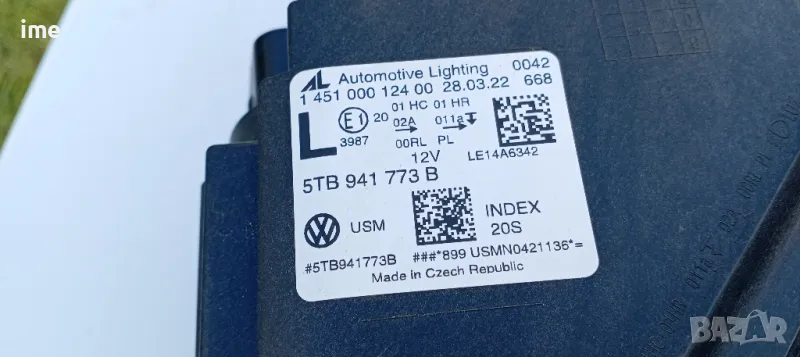 ime
AL Automotive Lighting 0042
1 451 000 124 00 28.03.22 668
01 HC 01 HR
L E1 20 02A 011a
3987 00RL PL
12V LE14A6342
5TB 941 773 B
USM INDEX
20S
#5TB941773B ###*899 USMN0421136*=
Made in Czech Republic
BAZAR